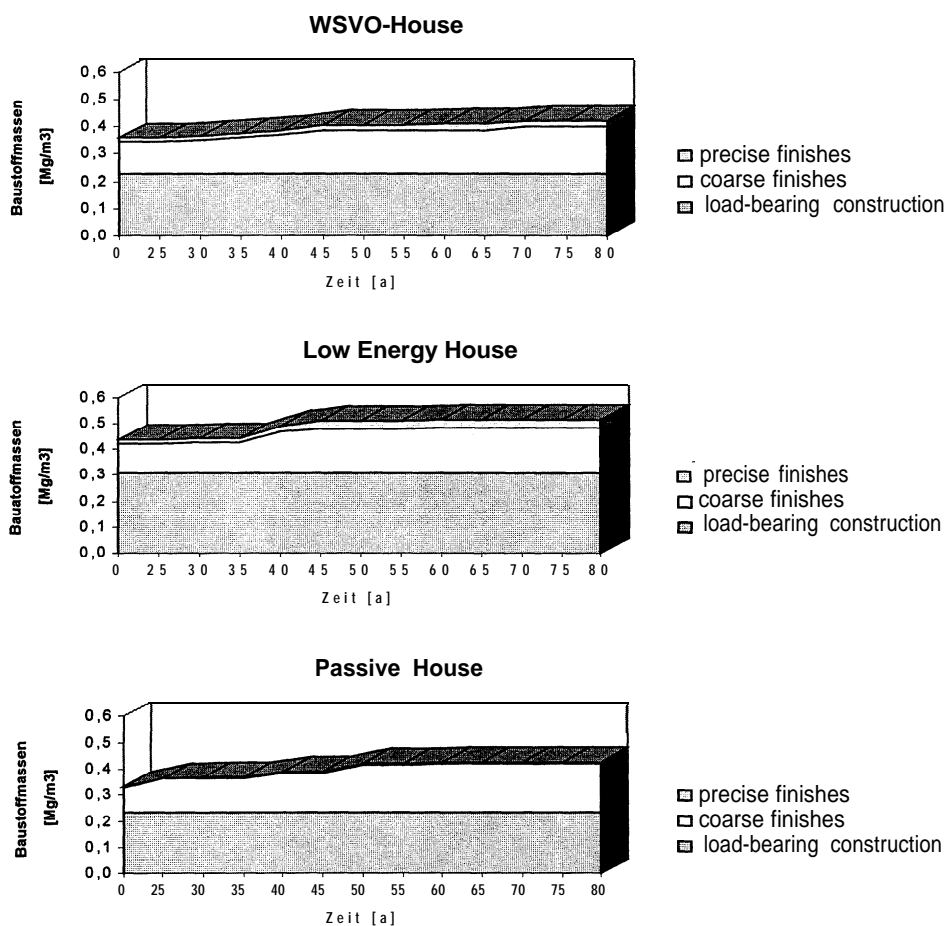 WSVO-House
Baustoffmassen
[Mg/m3]
0,6
0,5
0,4
0,3
0,2
0,1
0,0
0 25 30 35 40 45 50 55 60 65 70 75 80
Zeit [a]
precise finishes
coarse finishes
load-bearing construction
Low Energy House
Bauatoffmassen
[Mg/m3]
0,6
0,5
0,4
0,3
0,2
0,1
0,0
0 25 30 35 40 45 50 55 60 65 70 75 80
Zeit [a]
precise finishes
coarse finishes
load-bearing construction
Passive House
Baustoffmassen
[Mg/m3]
0,6
0,5
0,4
0,3
0,2
0,1
0,0
0 25 30 35 40 45 50 55 60 65 70 75 80
Zeit [a]
precise finishes
coarse finishes
load-bearing construction